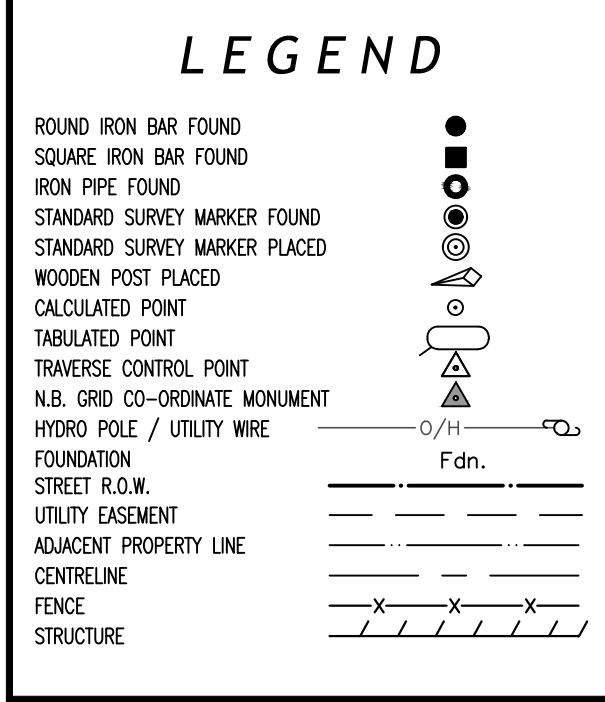 LEGEND
ROUND IRON BAR FOUND
SQUARE IRON BAR FOUND
IRON PIPE FOUND
STANDARD SURVEY MARKER FOUND
STANDARD SURVEY MARKER PLACED
WOODEN POST PLACED
CALCULATED POINT
TABULATED POINT
TRAVERSE CONTROL POINT
N.B. GRID CO-ORDINATE MONUMENT
HYDRO POLE / UTILITY WIRE O/H
FOUNDATION Fdn.
STREET R.O.W.
UTILITY EASEMENT
ADJACENT PROPERTY LINE
CENTRELINE
FENCE
STRUCTURE